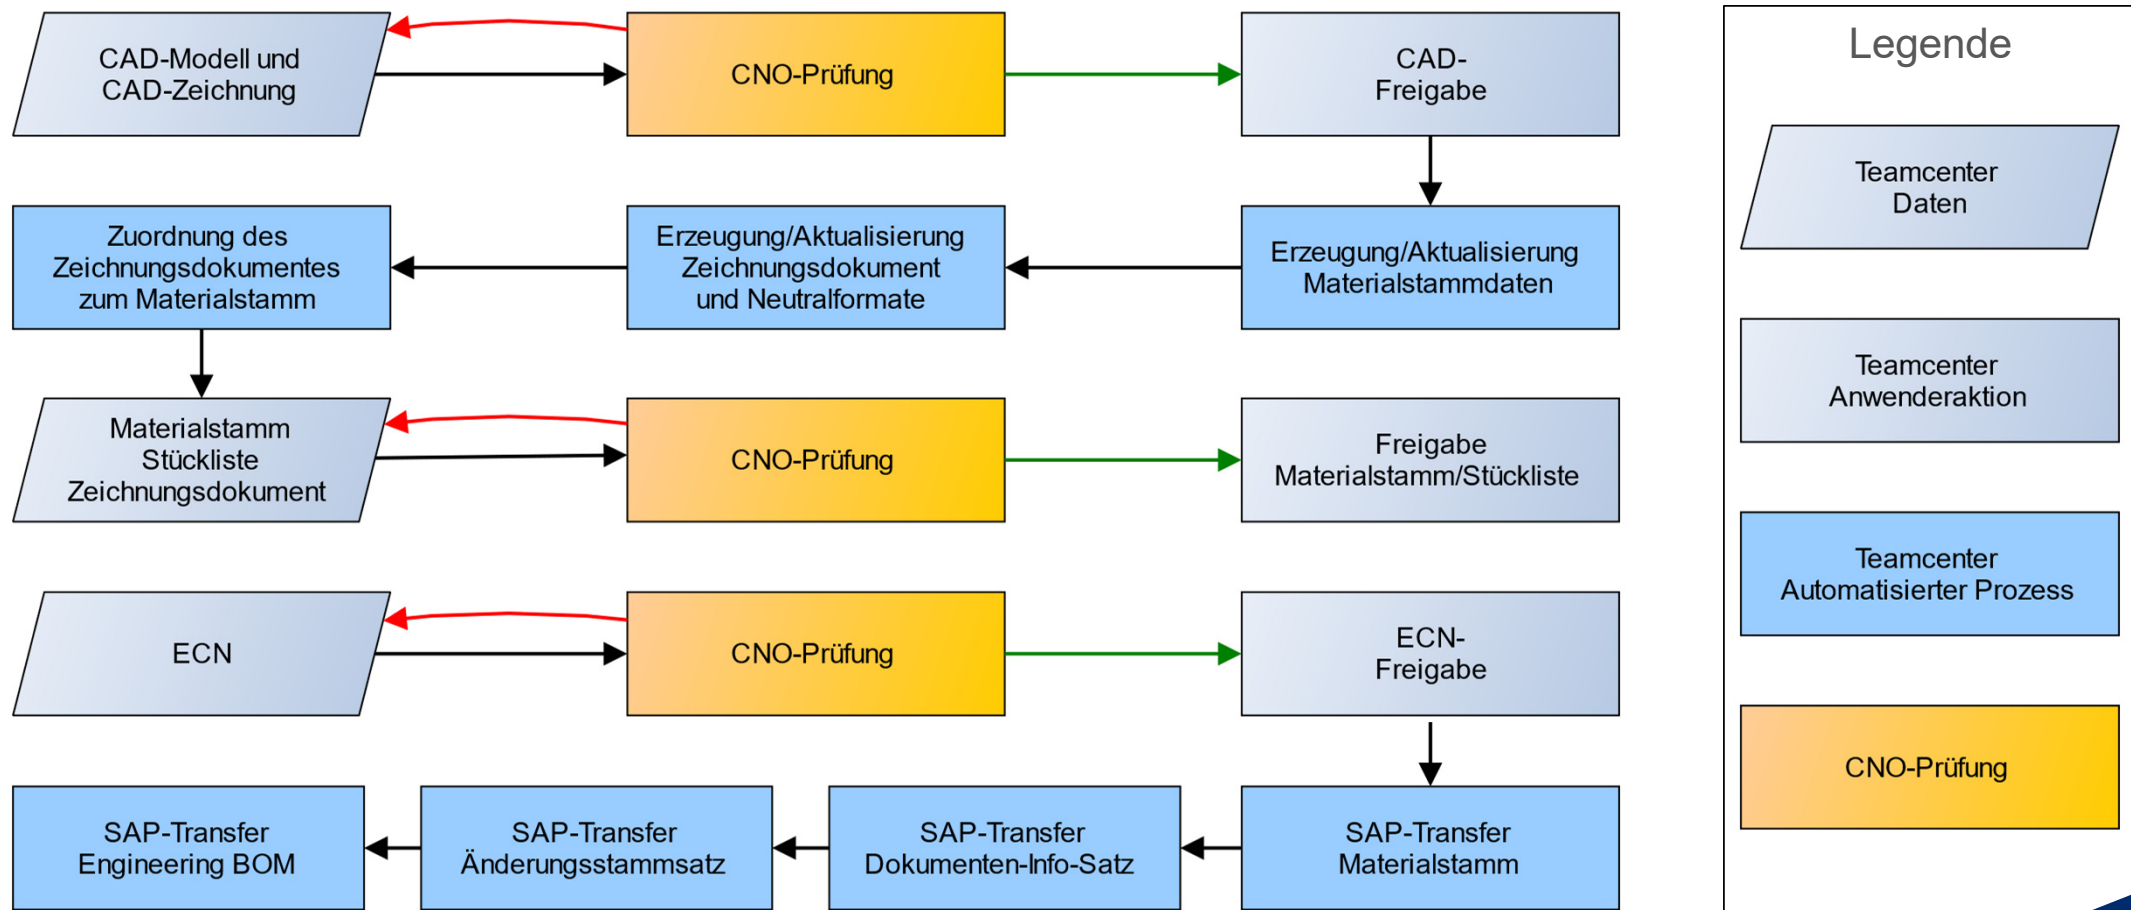 CAD-Modell und
CAD-Zeichnung
CNO-Prüfung
CAD-
Freigabe
Zuordnung des
Zeichnungsdokumentes
zum Materialstamm
Erzeugung/Aktualisierung
Zeichnungsdokument
und Neutralformate
Erzeugung/Aktualisierung
Materialstammdaten
Materialstamm
Stückliste
Zeichnungsdokument
CNO-Prüfung
Freigabe
Materialstamm/Stückliste
ECN
CNO-Prüfung
ECN-
Freigabe
SAP-Transfer
Engineering BOM
SAP-Transfer
Änderungsstammsatz
SAP-Transfer
Dokumenten-Info-Satz
SAP-Transfer
Materialstamm
Legende
Teamcenter
Daten
Teamcenter
Anwenderaktion
Teamcenter
Automatisierter Prozess
CNO-Prüfung